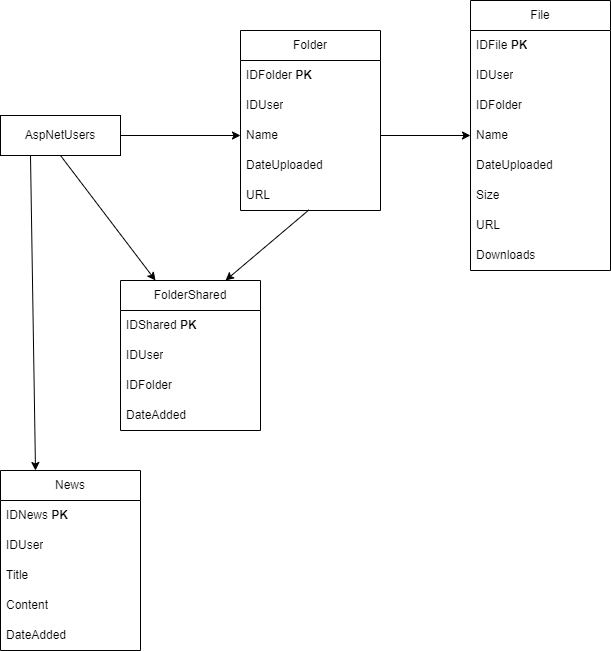 File
IDFile PK
IDUser
IDFolder
Name
DateUploaded
Size
URL
Downloads
Folder
IDFolder PK
IDUser
Name
DateUploaded
URL
AspNetUsers
FolderShared
IDShared PK
IDUser
IDFolder
DateAdded
News
IDNews PK
IDUser
Title
Content
DateAdded